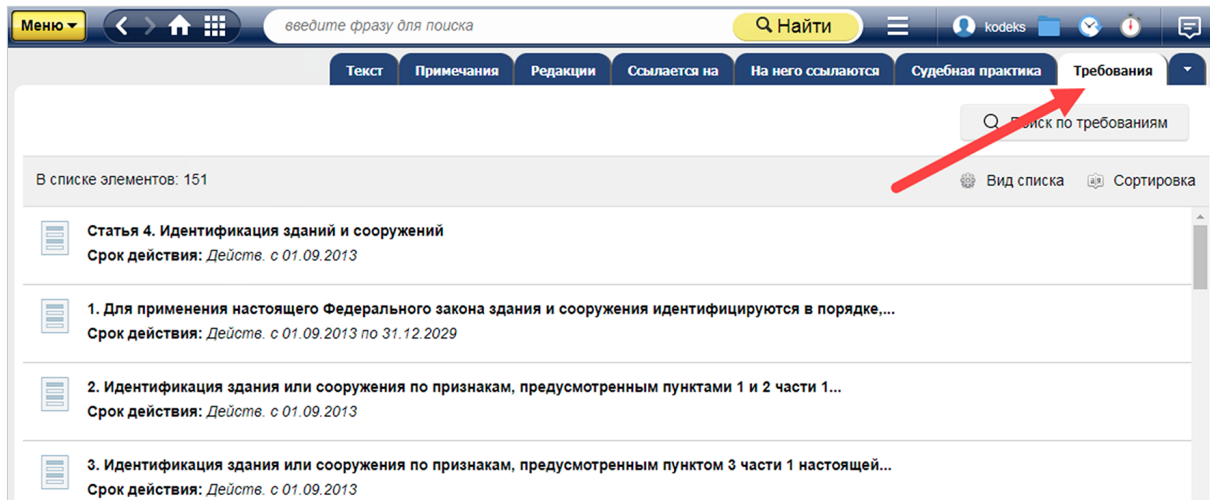 Меню
введите фразу для поиска
Найти
kodeks
Текст
Примечания
Редакции
Ссылается на
На него ссылаются
Судебная практика
Требования
Поиск по требованиям
В списке элементов: 151
Вид списка
Сортировка
Статья 4. Идентификация зданий и сооружений
Срок действия: Действ. с 01.09.2013
1. Для применения настоящего Федерального закона здания и сооружения идентифицируются в порядке,...
Срок действия: Действ. с 01.09.2013 по 31.12.2029
2. Идентификация здания или сооружения по признакам, предусмотренным пунктами 1 и 2 части 1...
Срок действия: Действ. с 01.09.2013
3. Идентификация здания или сооружения по признакам, предусмотренным пунктом 3 части 1 настоящей...
Срок действия: Действ. с 01.09.2013